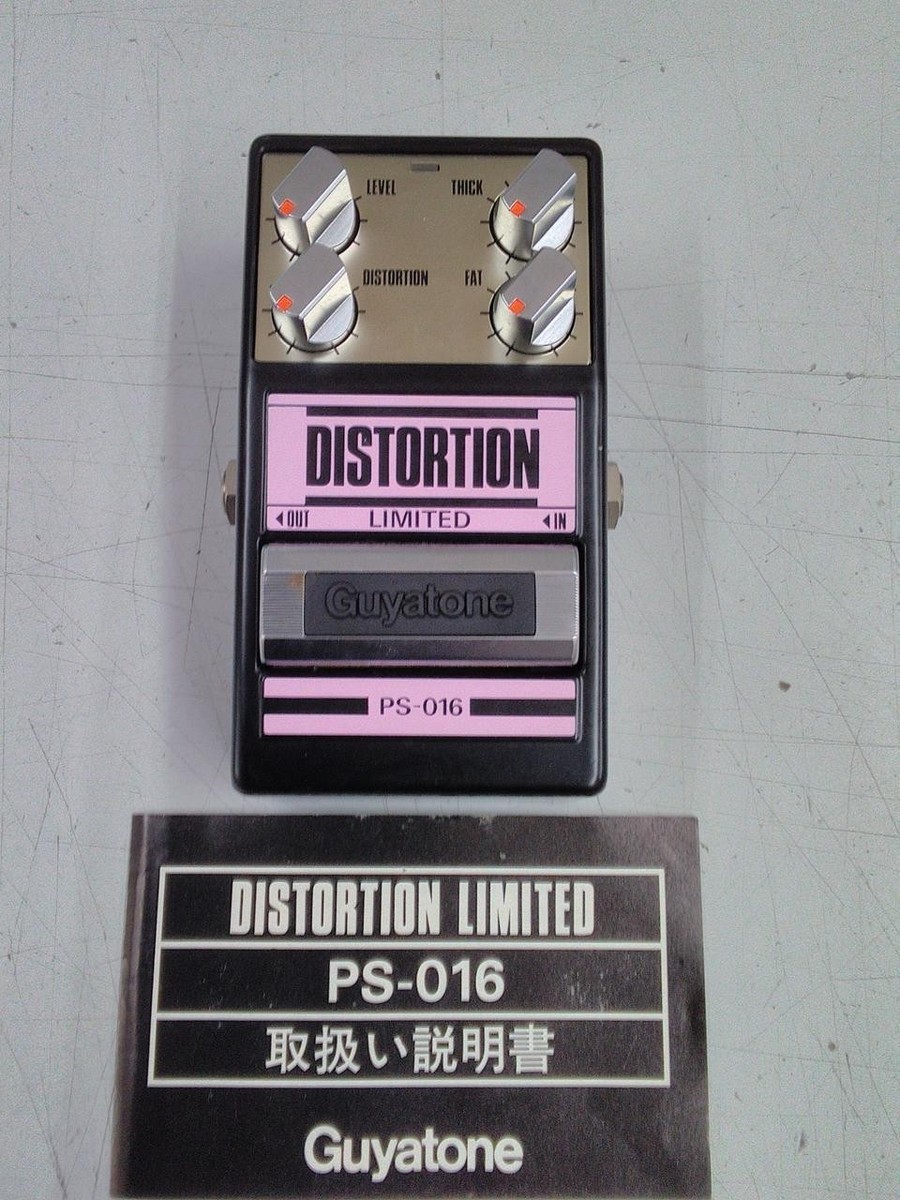 LEVEL THICK
DISTORTION FAT
DISTORTION
OUT LIMITED IN
Guyatone
PS-016
DISTORTION LIMITED
PS-016
取扱い説明書
Guyatone